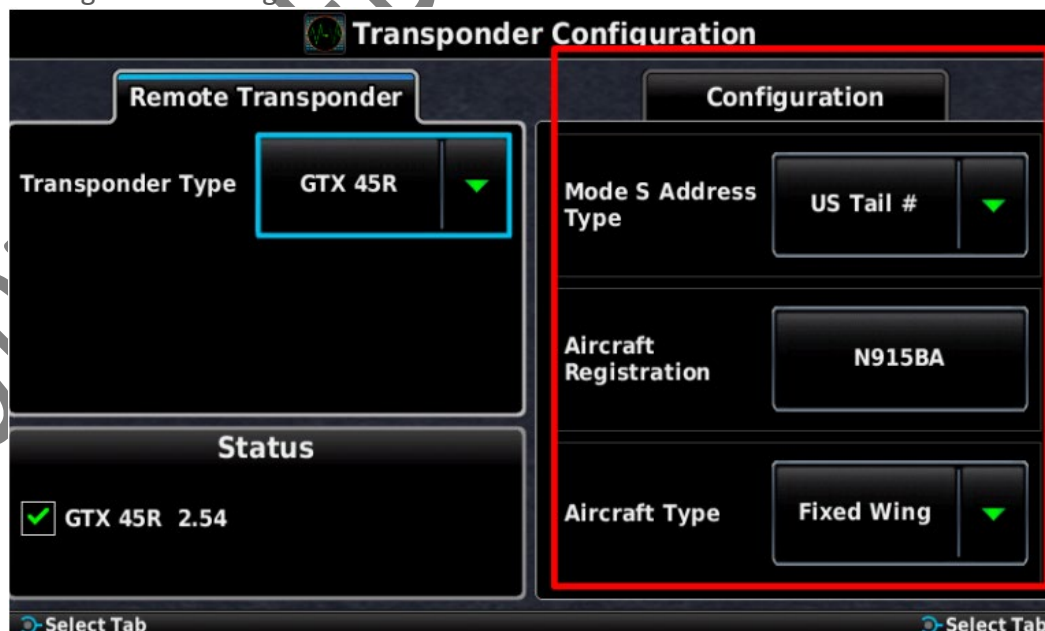 Transponder Configuration
Remote Transponder
Transponder Type
GTX 45R
Status
GTX 45R 2.54
Configuration
Mode S Address
Type
US Tail #
Aircraft
Registration
N915BA
Aircraft Type
Fixed Wing
Select Tab
Select Tab